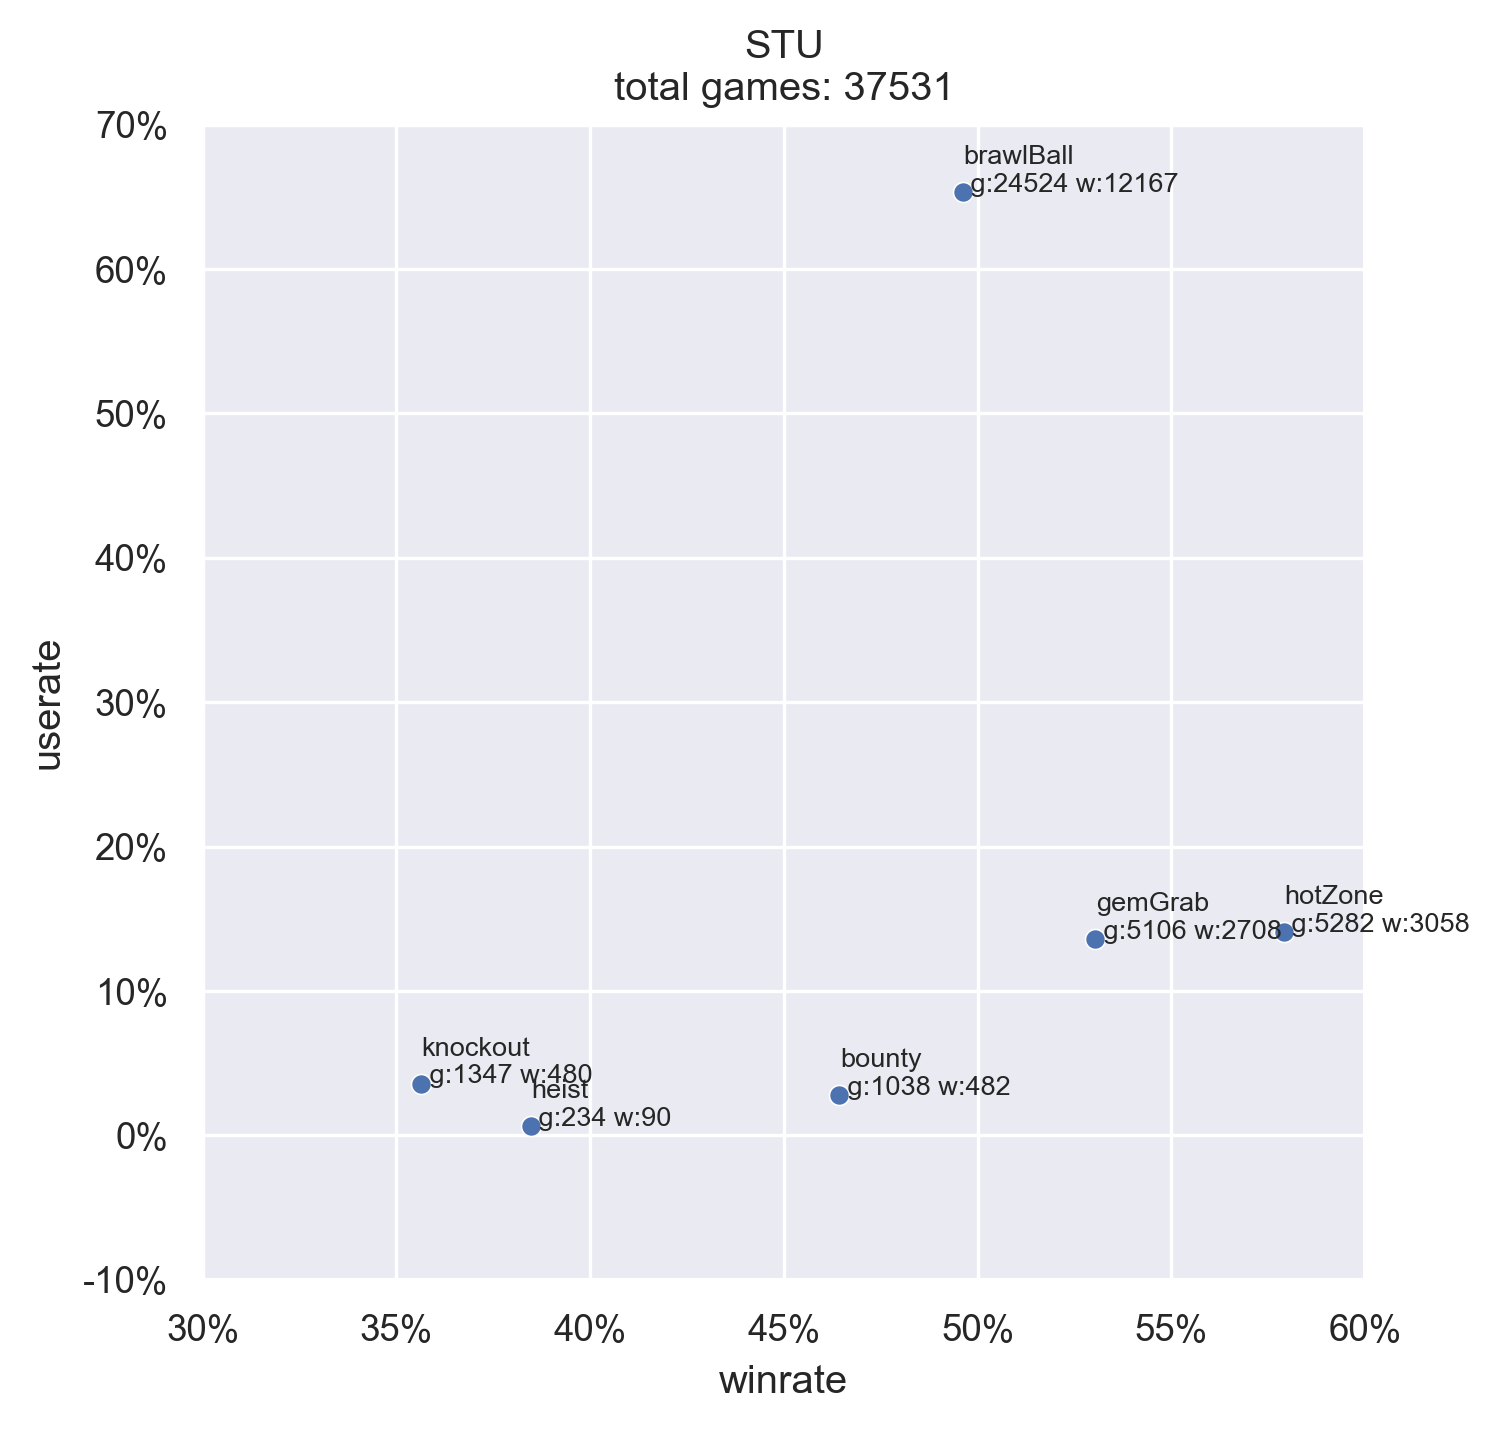 STU
total games: 37531
70%
60%
50%
40%
30%
20%
10%
0%
-10%
userate
brawlBall
g:24524 w:12167
gemGrab
g:5106 w:2708
hotZone
g:5282 w:3058
knockout
g:1347 w:480
heist
g:234 w:90
bounty
g:1038 w:482
30%
35%
40%
45%
50%
55%
60%
winrate